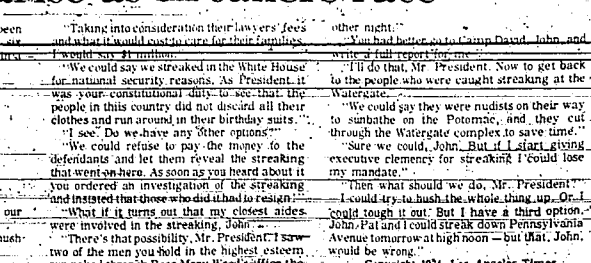 been
"Taking into consideration their lawyers' fees
and what it would cost to care for their families,
I would say $1 million."
"We could say we streaked in the White House
for national security reasons. As President, it
was your constitutional duty to see that the
people in thiis country did not discard all their
clothes and run around in their birthday suits."
"I see. Do we have any other options?"
"We could refuse to pay the money to the
defendants and let them reveal the streaking
that went on here. As soon as you heard about it
you ordered an investigation of the streaking
and insisted that those who did it had to resign."
our
"What if it turns out that my closest aides
were involved in the streaking, John."
"There's that possibility, Mr. President. I saw
two of the men you hold in the highest esteem
other night."
"You had better go to Camp David, John, and
write a full report for me."
"I'll do that, Mr. President. Now to get back
to the people who were caught streaking at the
Watergate.
"We could say they were nudists on their way
to sunbathe on the Potomac, and they cut
through the Watergate complex to save time."
"Sure we could, John. But if I start giving
executive clemency for streaking I could lose
my mandate."
"Then what should we do, Mr. President?"
I could try to hush the whole thing up. Or I
could tough it out. But I have a third option,
John. Pat and I could streak down Pennsylvania
Avenue tomorrow at high noon — but that, John,
would be wrong."